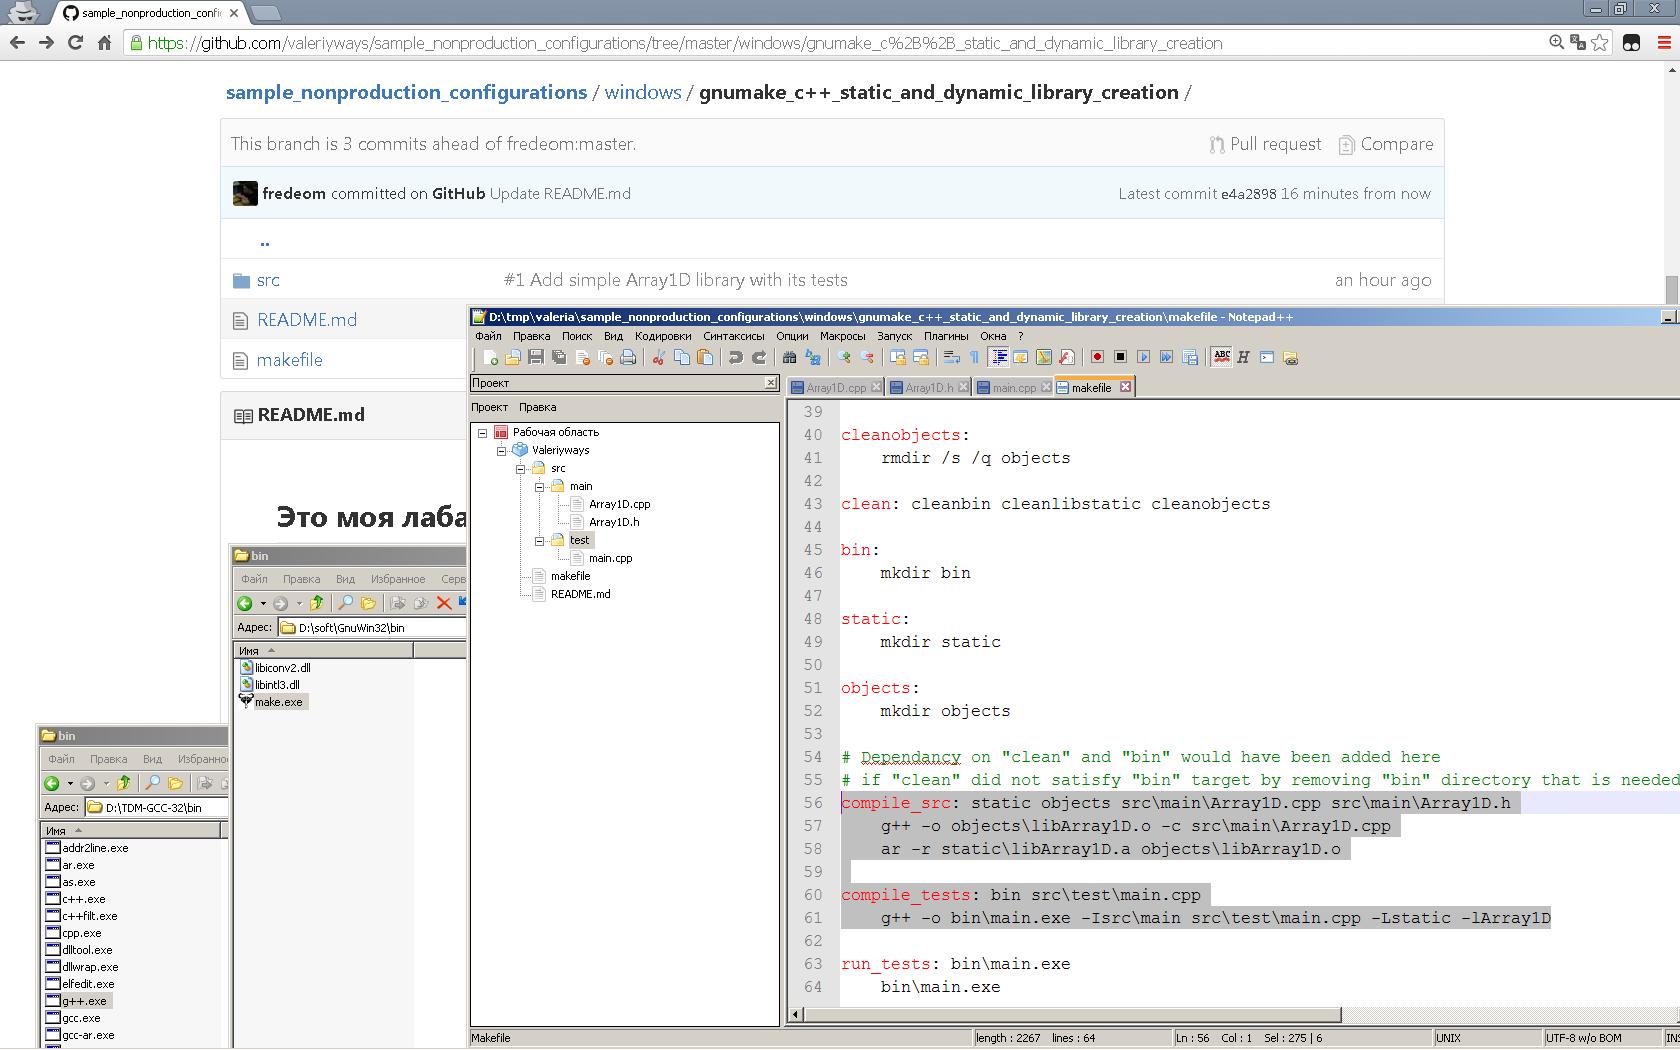 sample_nonproduction_confi
https://github.com/valeriyways/sample_nonproduction_configurations/tree/master/windows/gnumake_c%2B%2B_static_and_dynamic_library_creation
sample_nonproduction_configurations / windows / gnumake_c++_static_and_dynamic_library_creation /
This branch is 3 commits ahead of fredeom:master.
Pull request Compare
fredeom committed on GitHub Update README.md
Latest commit e4a2898 16 minutes from now
..
src #1 Add simple Array1D library with its tests an hour ago
README.md
makefile
README.md
Это моя лаба
D:\tmp\valeria\sample_nonproduction_configurations\windows\gnumake_c++_static_and_dynamic_library_creation\makefile - Notepad++
Файл Правка Поиск Вид Кодировки Синтаксисы Опции Макросы Запуск Плагины Окна ?
Проект
Array1D.cpp Array1D.h main.cpp makefile
Проект Правка
Рабочая область
Valeriyways
src
main
Array1D.cpp
Array1D.h
test
main.cpp
makefile
README.md
39
40 cleanobjects:
41 rmdir /s /q objects
42
43 clean: cleanbin cleanlibstatic cleanobjects
44
45 bin:
46 mkdir bin
47
48 static:
49 mkdir static
50
51 objects:
52 mkdir objects
53
54 # Dependancy on "clean" and "bin" would have been added here
55 # if "clean" did not satisfy "bin" target by removing "bin" directory that is needed
56 compile_src: static objects src\main\Array1D.cpp src\main\Array1D.h
57 g++ -o objects\libArray1D.o -c src\main\Array1D.cpp
58 ar -r static\libArray1D.a objects\libArray1D.o
59
60 compile_tests: bin src\test\main.cpp
61 g++ -o bin\main.exe -Isrc\main src\test\main.cpp -Lstatic -lArray1D
62
63 run_tests: bin\main.exe
64 bin\main.exe
Makefile length : 2267 lines : 64 Ln : 56 Col : 1 Sel : 275 | 6 UNIX UTF-8 w/o BOM IN
bin
Файл Правка Вид Избранное Серв
Адрес: D:\soft\GnuWin32\bin
Имя
libiconv2.dll
libintl3.dll
make.exe
bin
Файл Правка Вид Избранно
Адрес: D:\TDM-GCC-32\bin
Имя
addr2line.exe
ar.exe
as.exe
c++.exe
c++filt.exe
cpp.exe
dlltool.exe
dllwrap.exe
elfedit.exe
g++.exe
gcc.exe
gcc-ar.exe